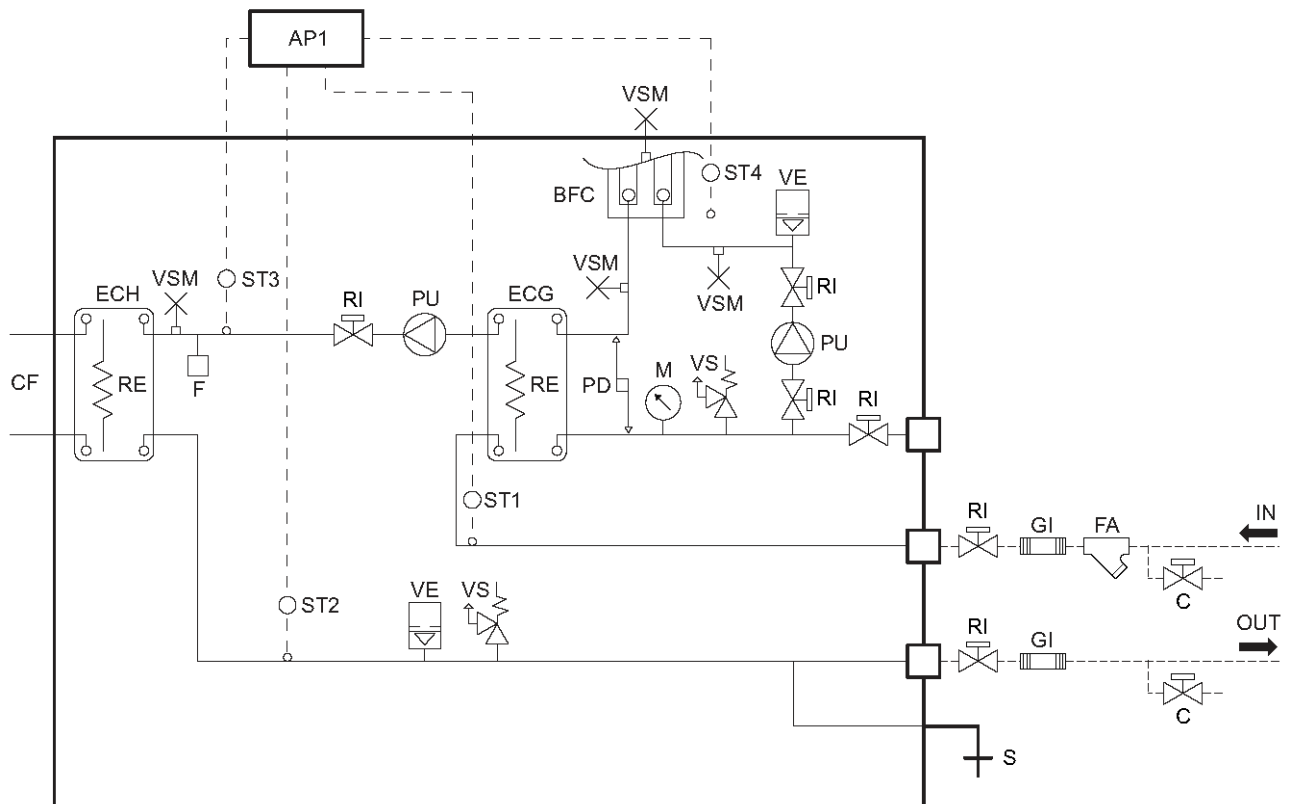 AP1
VSM
ST4
VE
BFC
VSM
ST3
VSM
VSM
RI
ECH
RI
PU
ECG
PU
CF
RE
F
RE
PD
M
VS
RI
RI
ST1
RI
GI
FA
IN
C
ST2
VE
VS
RI
GI
OUT
C
S